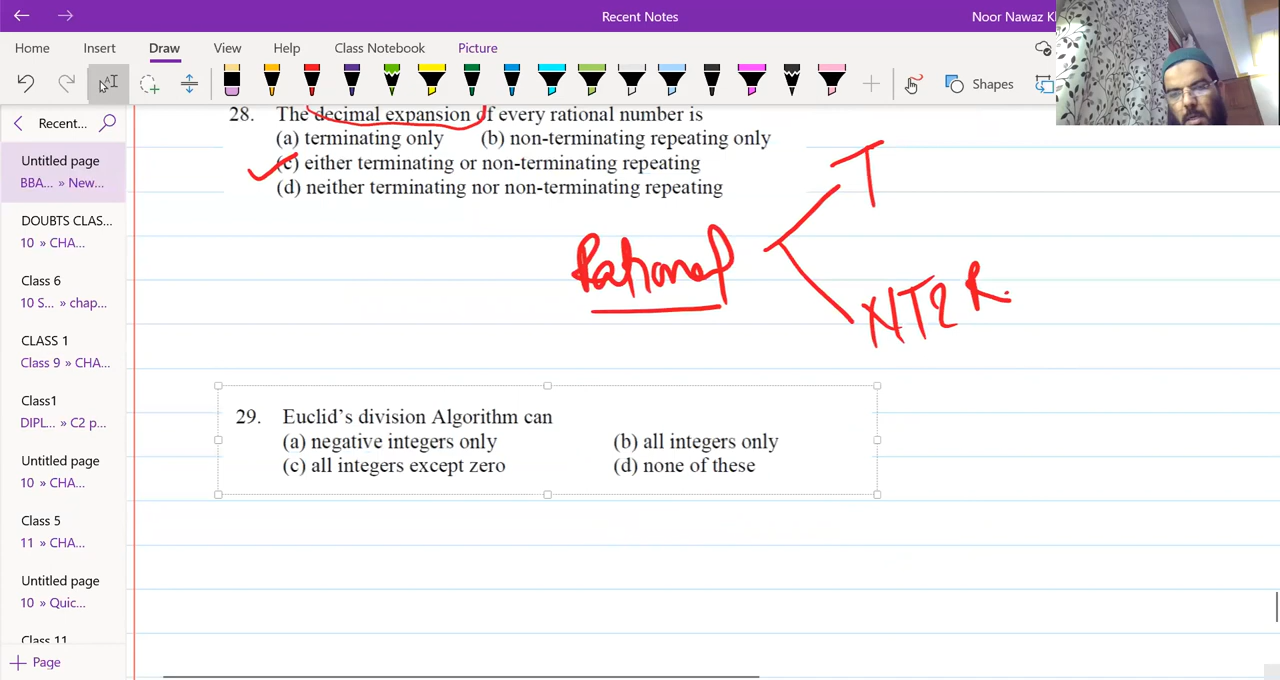 Recent Notes
Noor Nawaz Kh
Home Insert Draw View Help Class Notebook Picture
Shapes
Recent...
Untitled page
BBA... » New...
DOUBTS CLAS...
10 » CHA...
Class 6
10 S... » chap...
CLASS 1
Class 9 » CHA...
Class1
DIPL... » C2 p...
Untitled page
10 » CHA...
Class 5
11 » CHA...
Untitled page
10 » Quic...
Class 11
Page
28. The decimal expansion of every rational number is
(a) terminating only (b) non-terminating repeating only
(c) either terminating or non-terminating repeating
(d) neither terminating nor non-terminating repeating
T
Rational
NT2 R.
29. Euclid's division Algorithm can
(a) negative integers only (b) all integers only
(c) all integers except zero (d) none of these